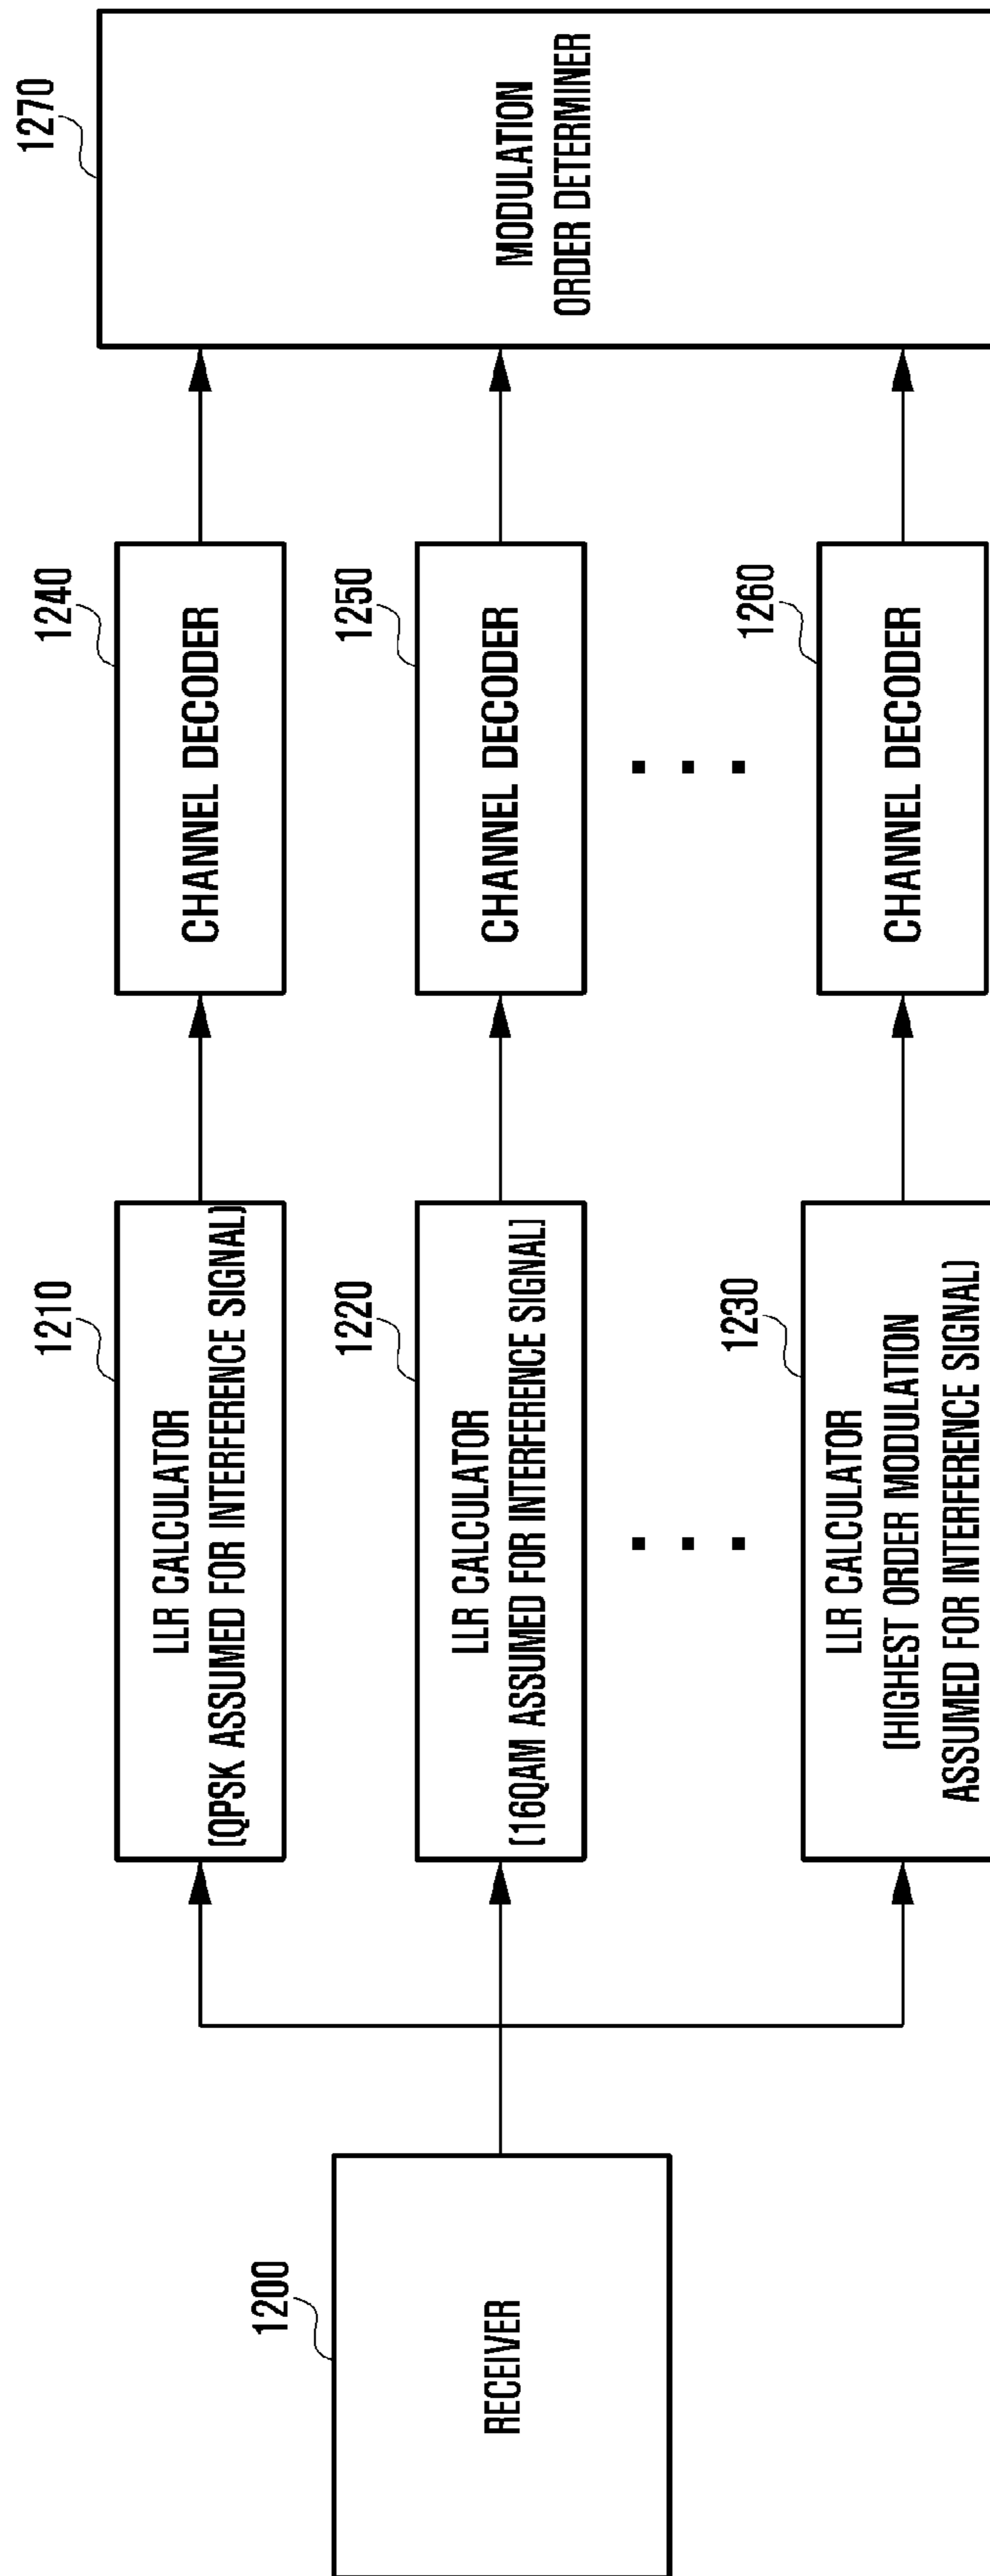 1200
RECEIVER
1210
LLR CALCULATOR
(QPSK ASSUMED FOR INTERFERENCE SIGNAL)
1220
LLR CALCULATOR
(16QAM ASSUMED FOR INTERFERENCE SIGNAL)
1230
LLR CALCULATOR
(HIGHEST ORDER MODULATION
ASSUMED FOR INTERFERENCE SIGNAL)
1240
CHANNEL DECODER
1250
CHANNEL DECODER
1260
CHANNEL DECODER
1270
MODULATION
ORDER DETERMINER